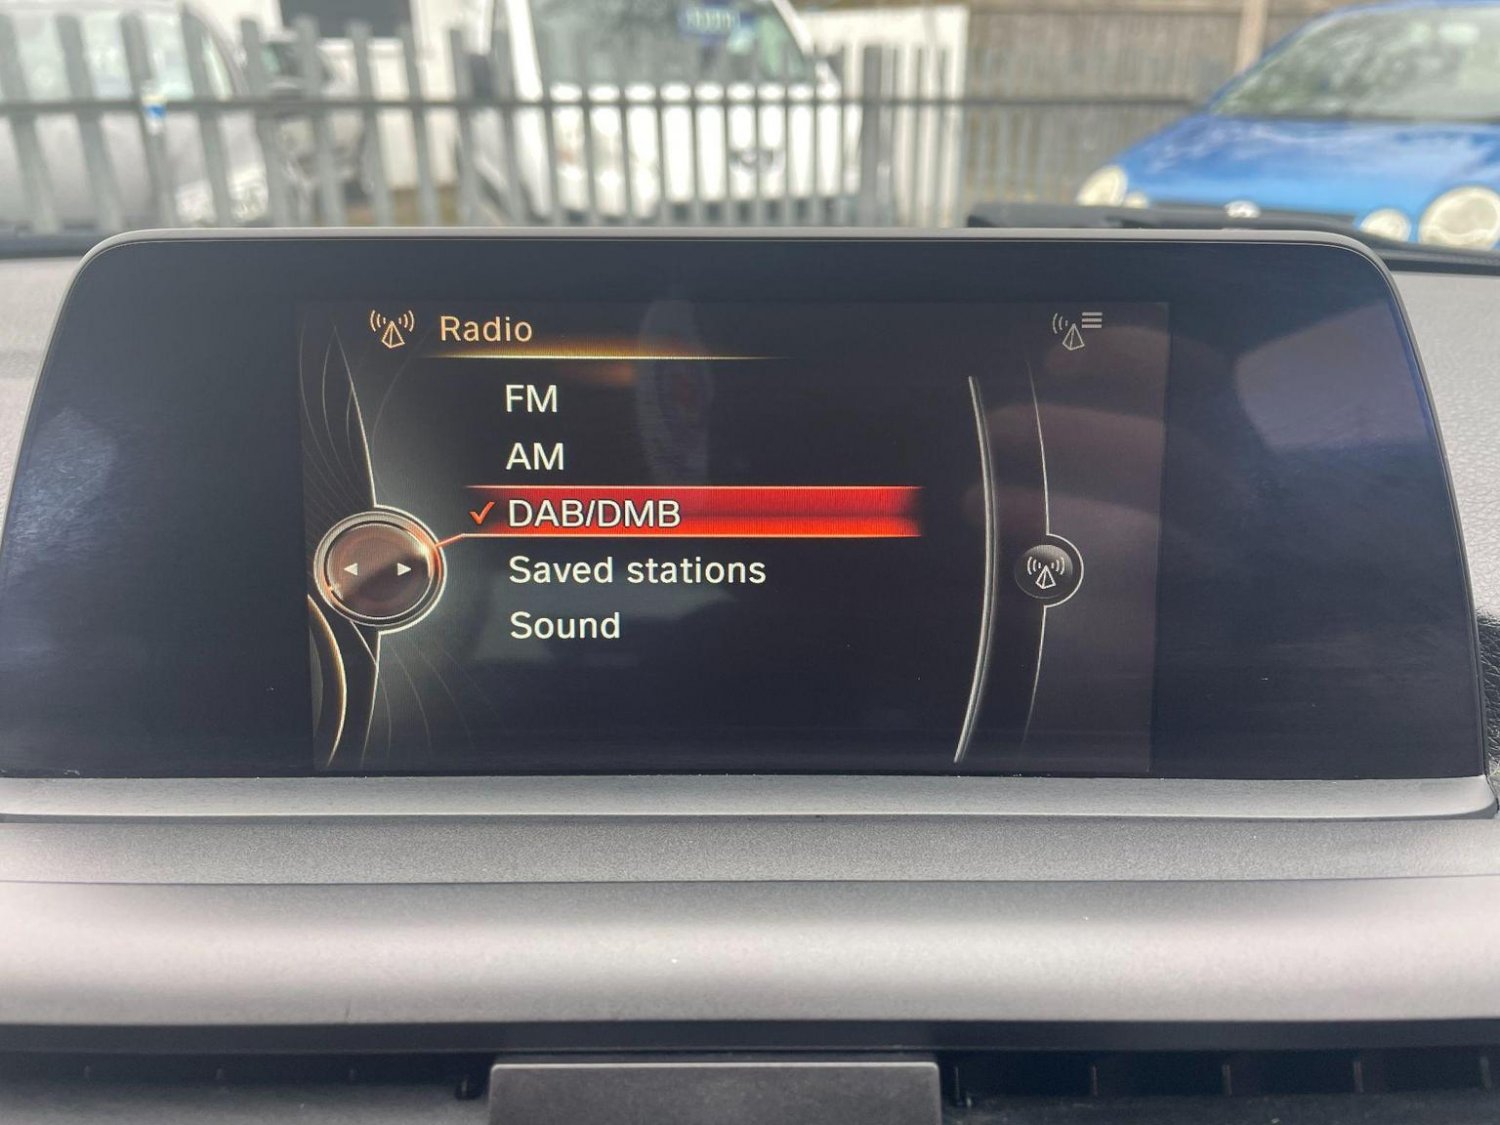 Radio
FM
AM
DAB/DMB
Saved stations
Sound